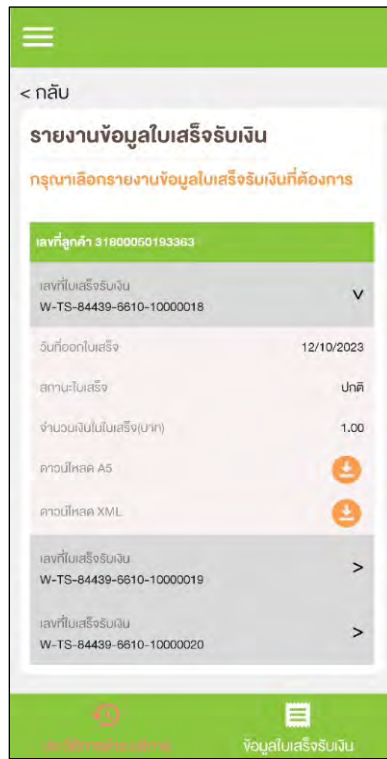 < กลับ
รายงานข้อมูลใบเสร็จรับเงิน
กรุณาเลือกรายงานข้อมูลใบเสร็จรับเงินที่ต้องการ
เลขที่ลูกค้า 31800050193363
เลขที่ใบเสร็จรับเงิน
W-TS-84439-6610-10000018
วันที่ออกใบเสร็จ 12/10/2023
สถานะใบเสร็จ ปกติ
จำนวนเงินในใบเสร็จ(บาท) 1.00
ดาวน์โหลด A5
ดาวน์โหลด XML
เลขที่ใบเสร็จรับเงิน
W-TS-84439-6610-10000019
>
เลขที่ใบเสร็จรับเงิน
W-TS-84439-6610-10000020
>
ข้อมูลใบเสร็จรับเงิน